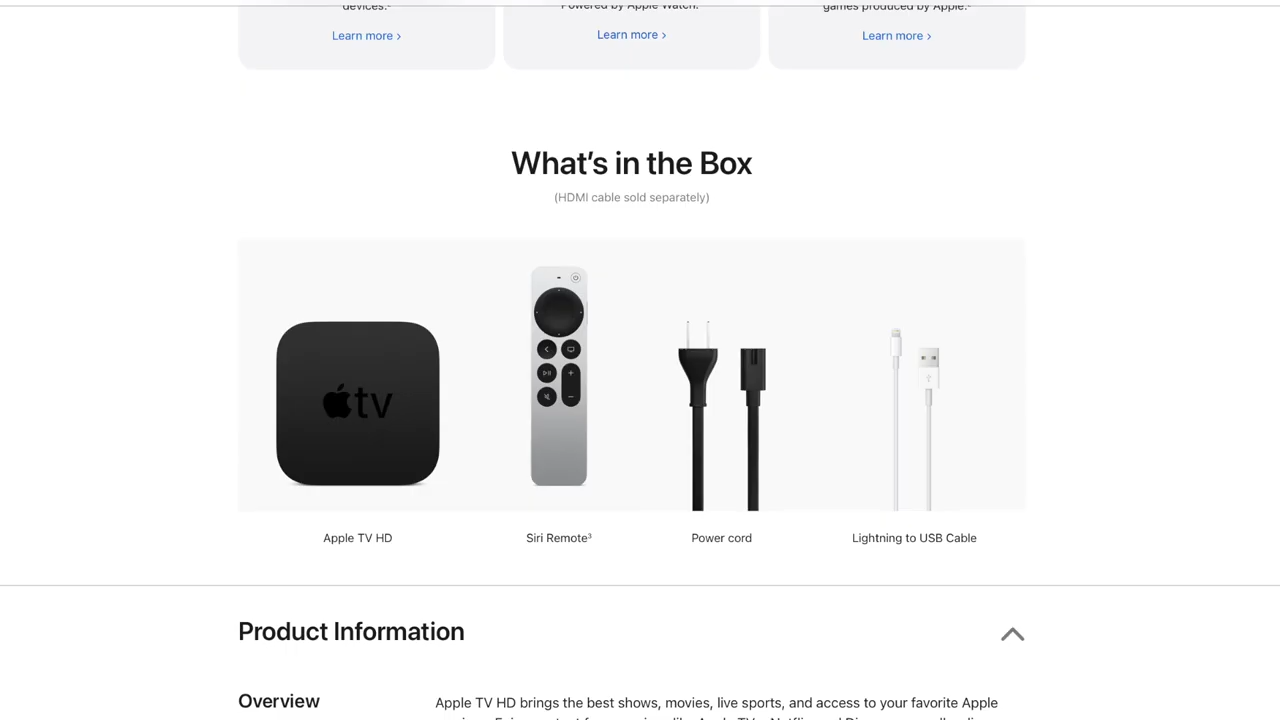 devices.
Powered by Apple Watch.
games produced by Apple.
Learn more ›
Learn more ›
Learn more ›
What's in the Box
(HDMI cable sold separately)
tv
Apple TV HD
Siri Remote³
Power cord
Lightning to USB Cable
Product Information
Overview
Apple TV HD brings the best shows, movies, live sports, and access to your favorite Apple